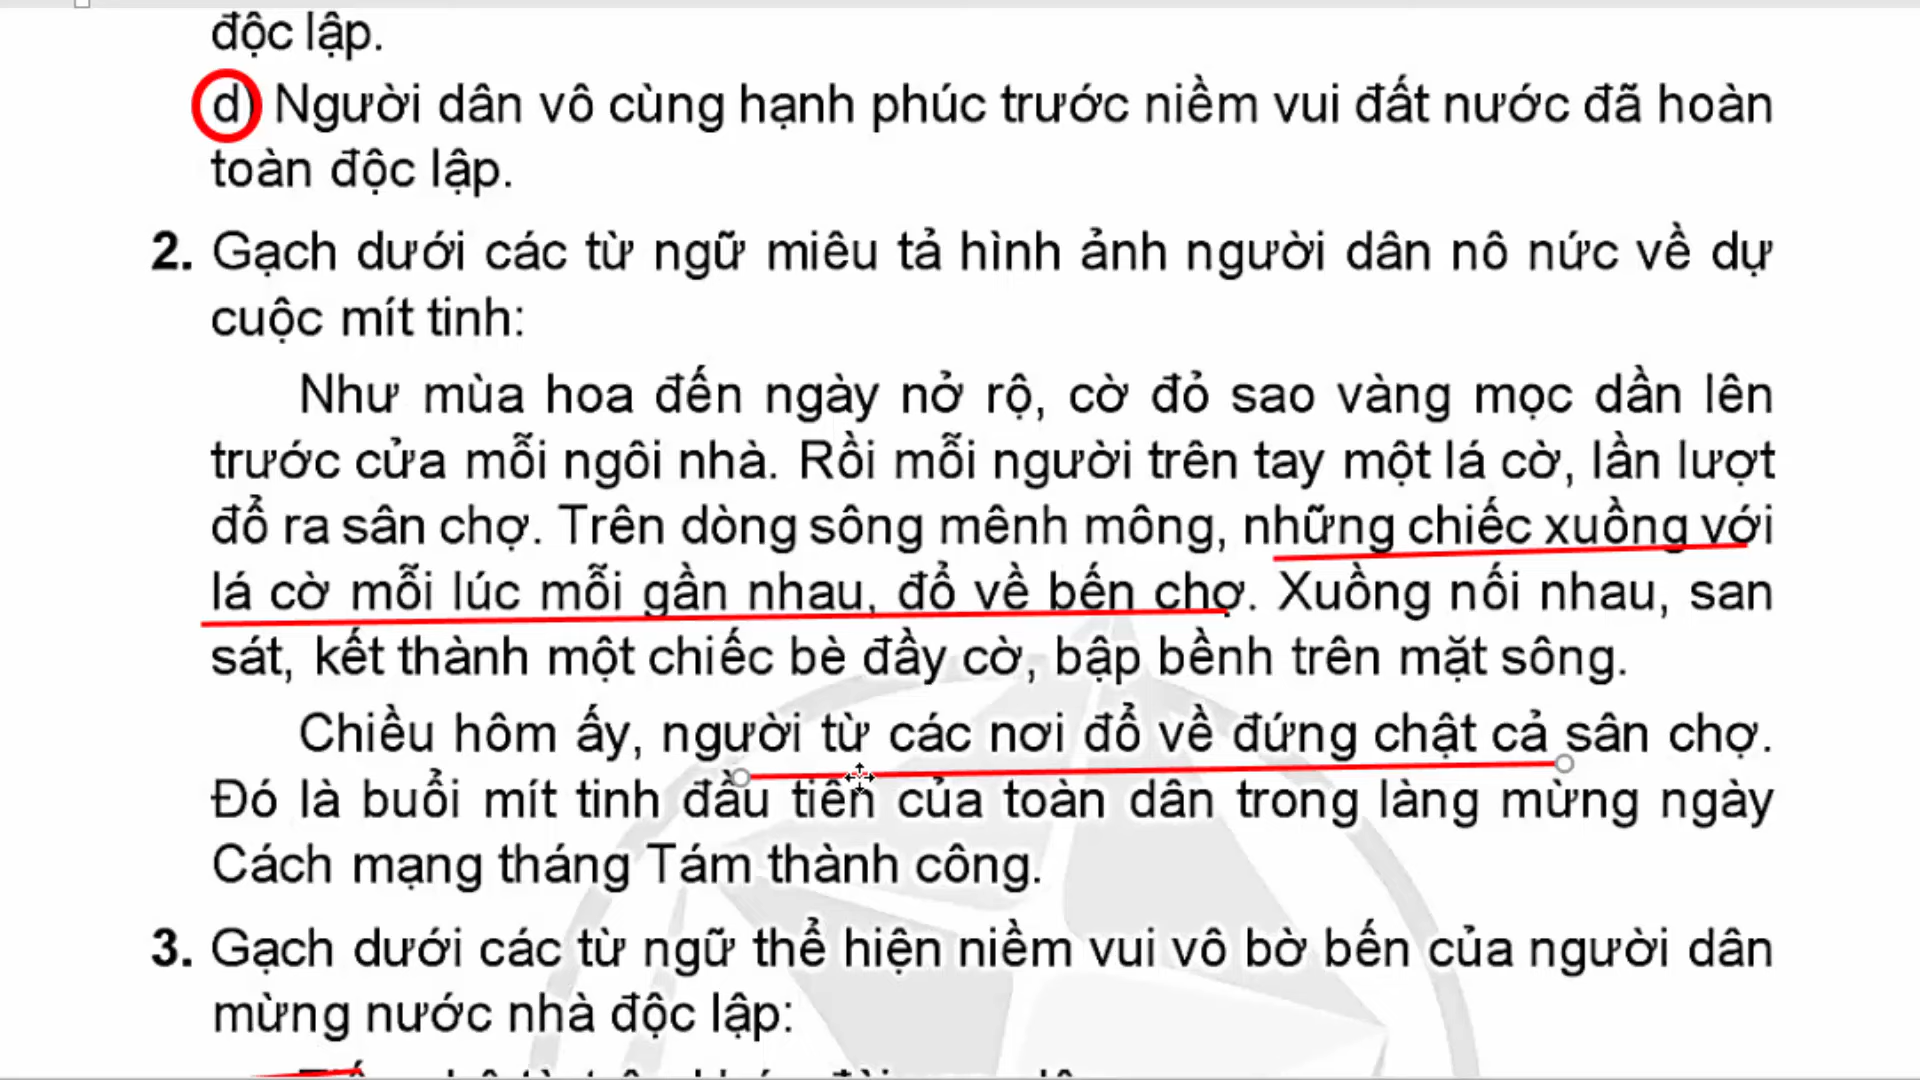 độc lập.
d) Người dân vô cùng hạnh phúc trước niềm vui đất nước đã hoàn
toàn độc lập.
2. Gạch dưới các từ ngữ miêu tả hình ảnh người dân nô nức về dự
cuộc mít tinh:
Như mùa hoa đến ngày nở rộ, cờ đỏ sao vàng mọc dần lên
trước cửa mỗi ngôi nhà. Rồi mỗi người trên tay một lá cờ, lần lượt
đổ ra sân chợ. Trên dòng sông mênh mông, những chiếc xuồng với
lá cờ mỗi lúc mỗi gần nhau, đổ về bến chợ. Xuồng nối nhau, san
sát, kết thành một chiếc bè đầy cờ, bập bềnh trên mặt sông.
Chiều hôm ấy, người từ các nơi đổ về đứng chật cả sân chợ.
Đó là buổi mít tinh đầu tiên của toàn dân trong làng mừng ngày
Cách mạng tháng Tám thành công.
3. Gạch dưới các từ ngữ thể hiện niềm vui vô bờ bến của người dân
mừng nước nhà độc lập: